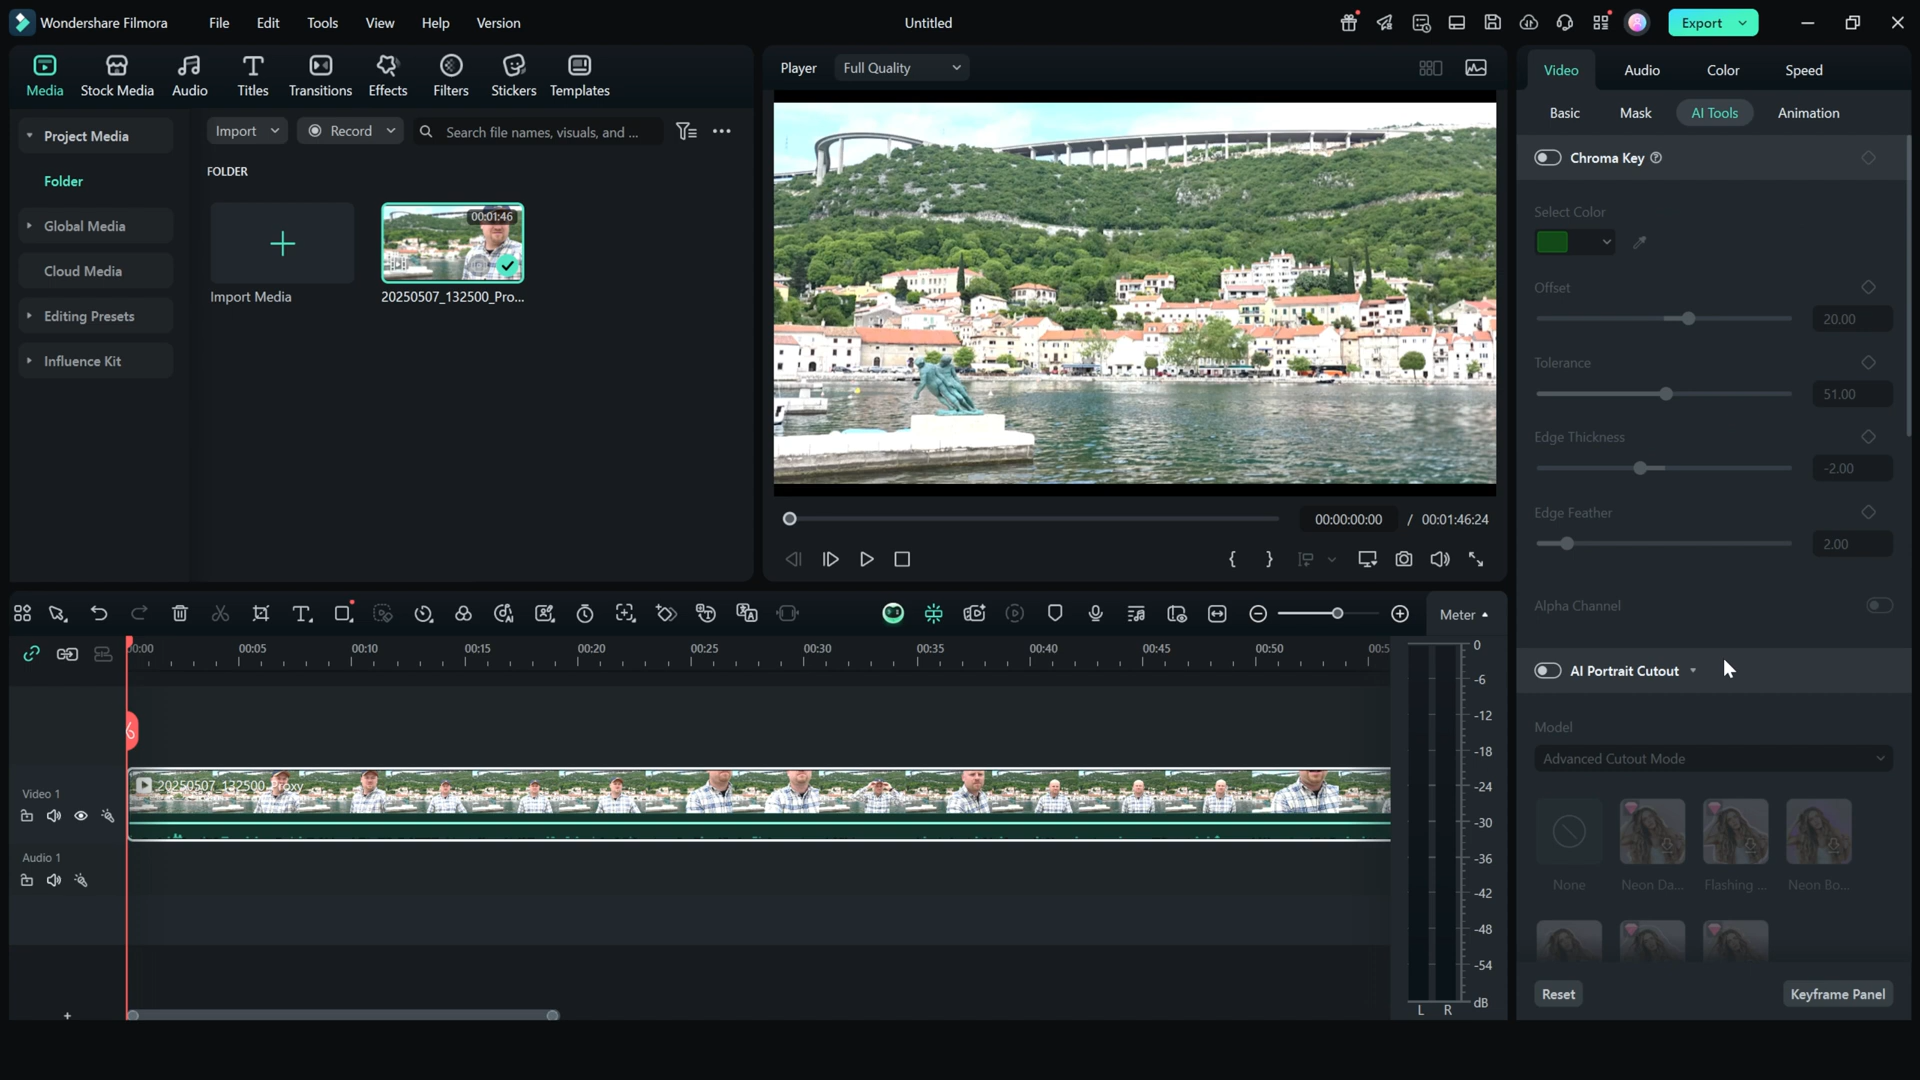 Wondershare Filmora
File
Edit
Tools
View
Help
Version
Untitled
Export
Media
Stock Media
Audio
Titles
Transitions
Effects
Filters
Stickers
Templates
Project Media
Folder
Global Media
Cloud Media
Editing Presets
Influence Kit
Import
Record
Search file names, visuals, and ...
FOLDER
Import Media
00:01:46
20250507_132500_Pro...
Player
Full Quality
00:00:00:00 / 00:01:46:24
Video
Audio
Color
Speed
Basic
Mask
AI Tools
Animation
Chroma Key
Select Color
Offset
20.00
Tolerance
51.00
Edge Thickness
-2.00
Edge Feather
2.00
Alpha Channel
AI Portrait Cutout
Model
Advanced Cutout Mode
None
Neon Da...
Flashing ...
Neon Bo...
Reset
Keyframe Panel
Meter
00:05
00:10
00:15
00:20
00:25
00:30
00:35
00:40
00:45
00:50
Video 1
20250507_132500_Proxy
Audio 1
0
-6
-12
-18
-24
-30
-36
-42
-48
-54
dB
L R